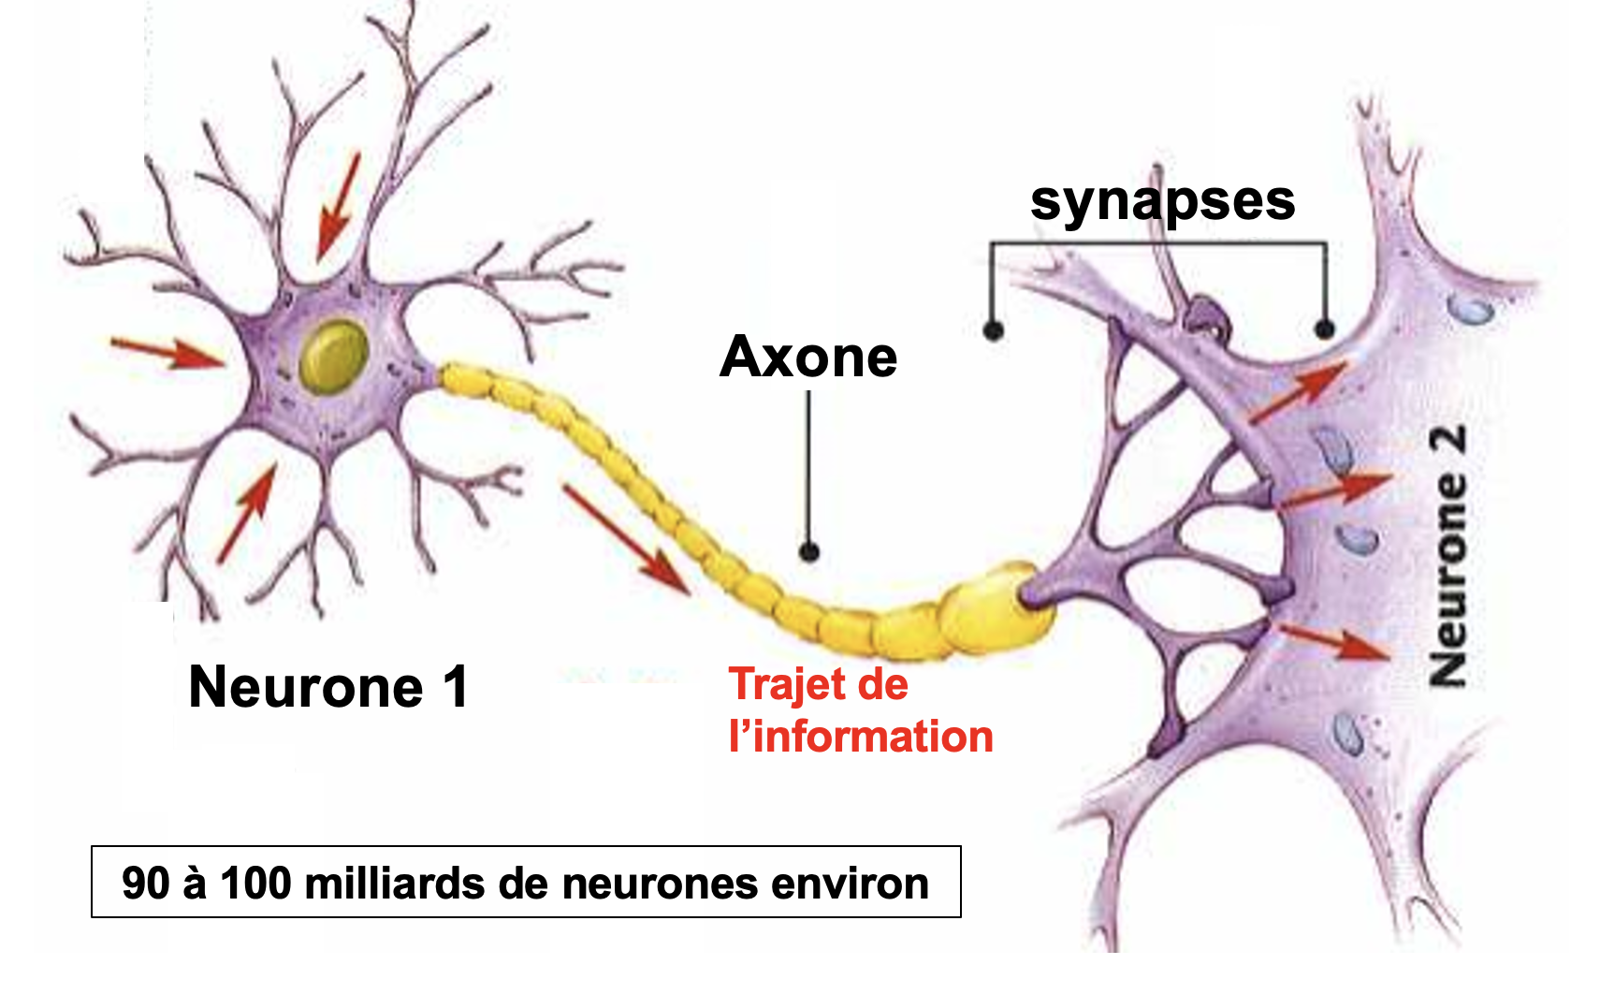 synapses
Axone
Neurone 2
Neurone 1
Trajet de
l’information
90 à 100 milliards de neurones environ